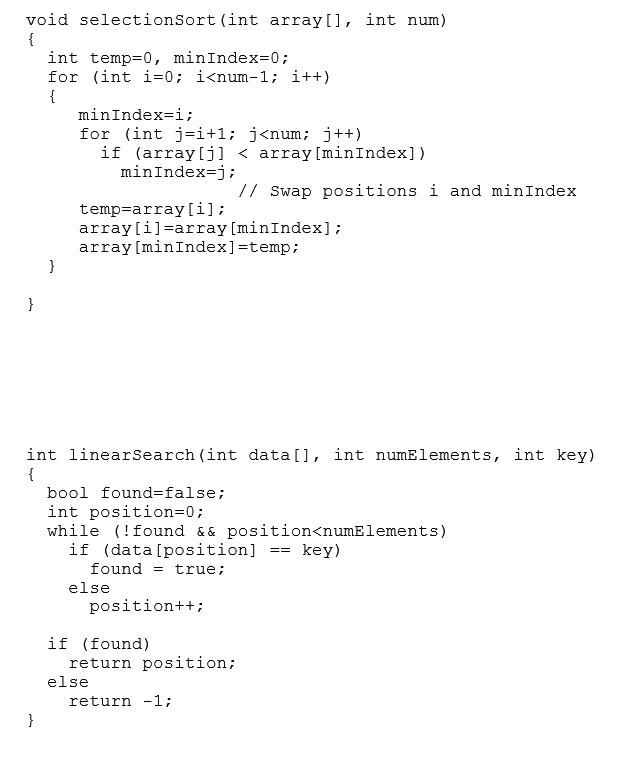 void selectionSort(int array[], int num)
{
  int temp=0, minIndex=0;
  for (int i=0; i<num-1; i++)
  {
     minIndex=i;
     for (int j=i+1; j<num; j++)
       if (array[j] < array[minIndex])
         minIndex=j;
                    // Swap positions i and minIndex
     temp=array[i];
     array[i]=array[minIndex];
     array[minIndex]=temp;
  }
}
int linearSearch(int data[], int numElements, int key)
{
  bool found=false;
  int position=0;
  while (!found && position<numElements)
    if (data[position] == key)
      found = true;
    else
      position++;
  if (found)
    return position;
  else
    return -1;
}